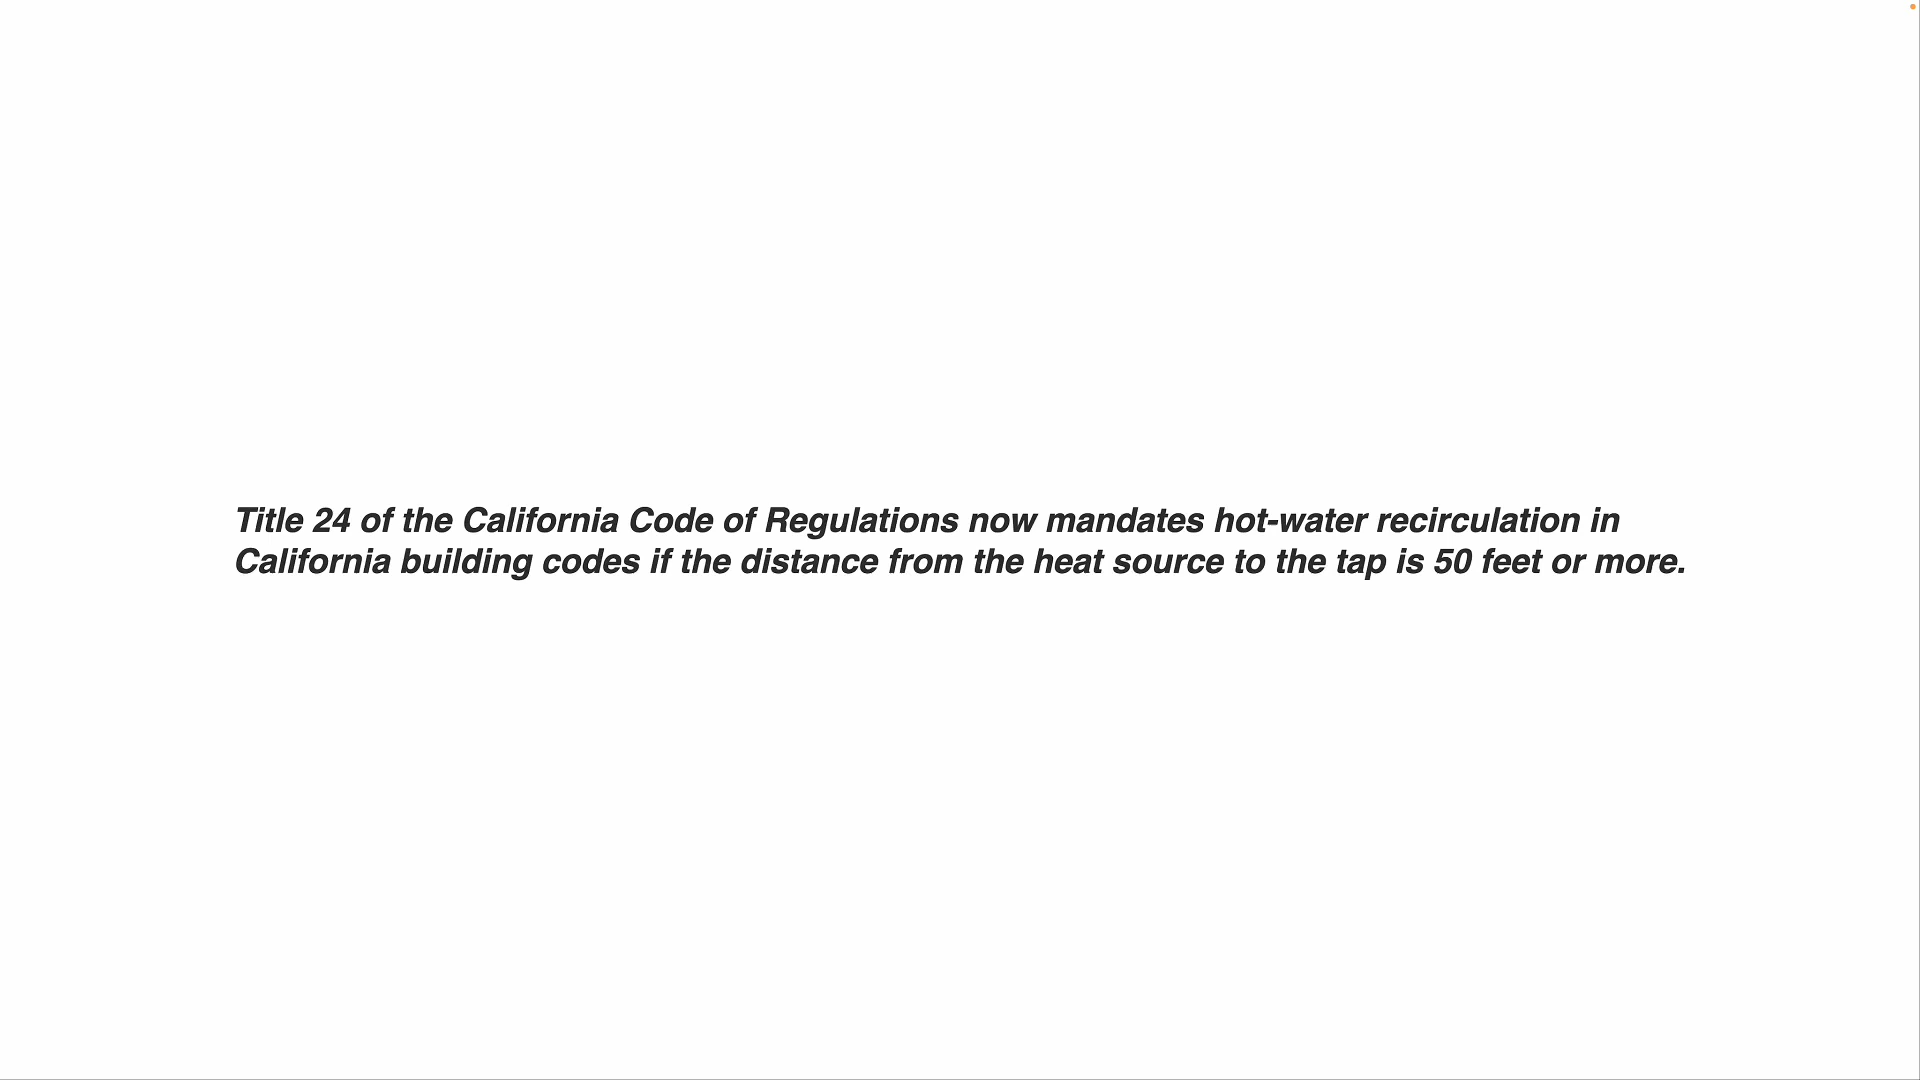 Title 24 of the California Code of Regulations now mandates hot-water recirculation in
California building codes if the distance from the heat source to the tap is 50 feet or more.